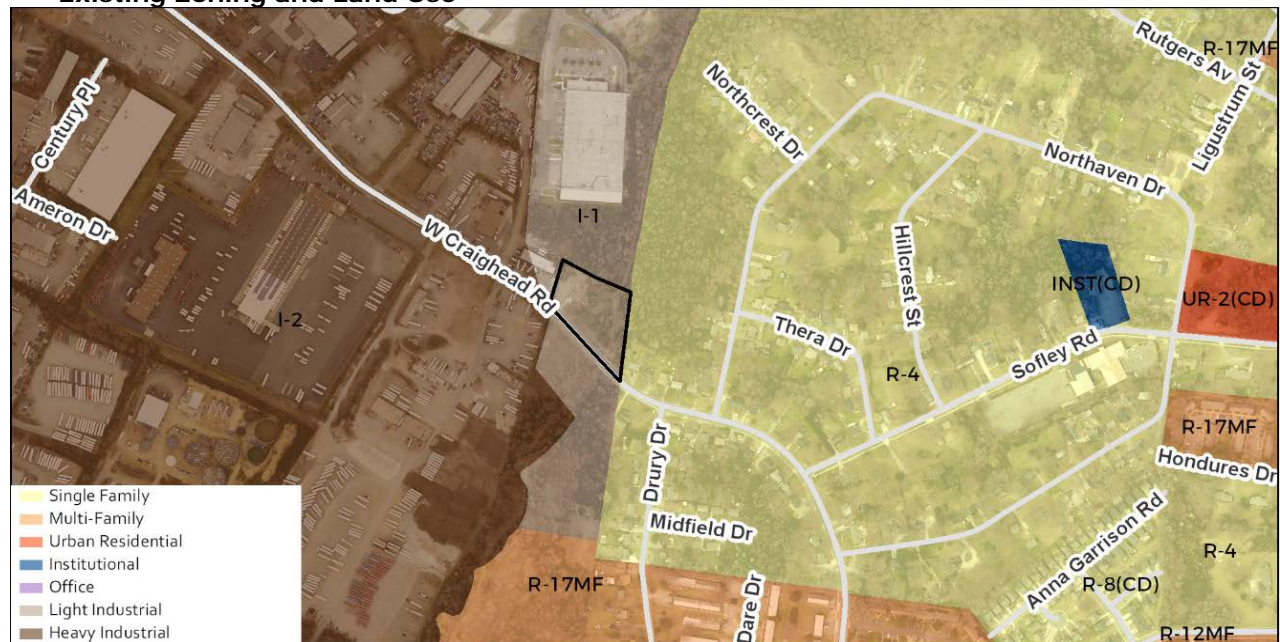 Existing Zoning and Land Use
Rutgers Av
R-17MF
Ligustrum St
Northcrest Dr
Northaven Dr
Century Pl
Ameron Dr
W Craighead Rd
I-1
Hillcrest St
INST(CD)
UR-2(CD)
I-2
Thera Dr
Sofley Rd
R-4
R-17MF
Hondures Dr
Drury Dr
Midfield Dr
Anna Garrison Rd
R-4
R-17MF
Dare Dr
R-8(CD)
R-12MF
Single Family
Multi-Family
Urban Residential
Institutional
Office
Light Industrial
Heavy Industrial